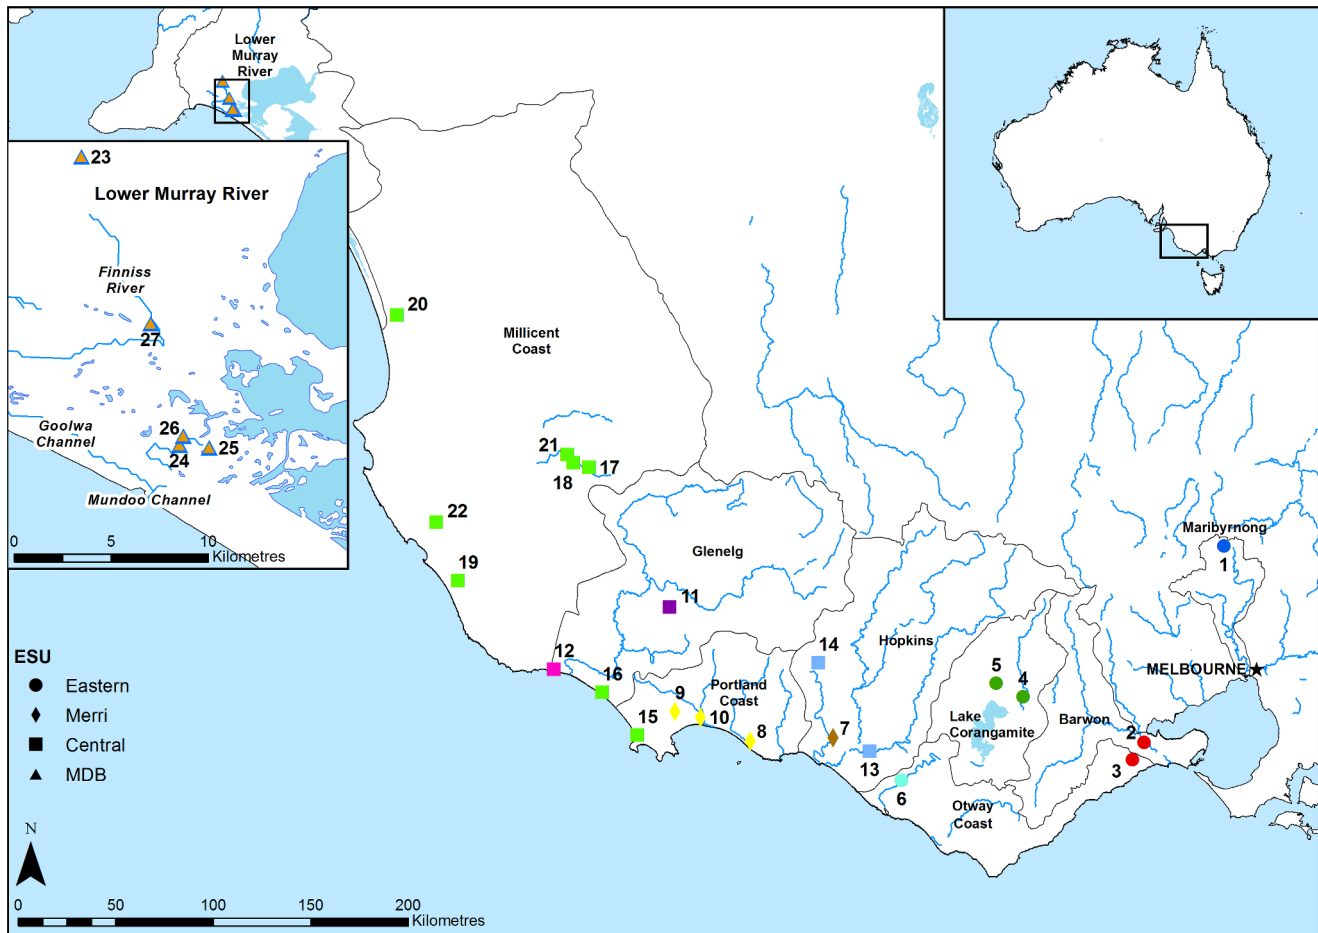 Lower
Murray
River
23
Lower Murray River
Finniss
River
27
26
24
25
Goolwa
Channel
Mundoo Channel
0 5 10
Kilometres
20
Millicent
Coast
21
18
17
22
19
Glenelg
11
12
16
15
9
10
Portland
Coast
8
14
7
13
Hopkins
6
5
4
Lake
Corangamite
Otway
Coast
Barwon
2
3
Maribyrnong
1
MELBOURNE
ESU
Eastern
Merri
Central
MDB
N
0 50 100 150 200
Kilometres